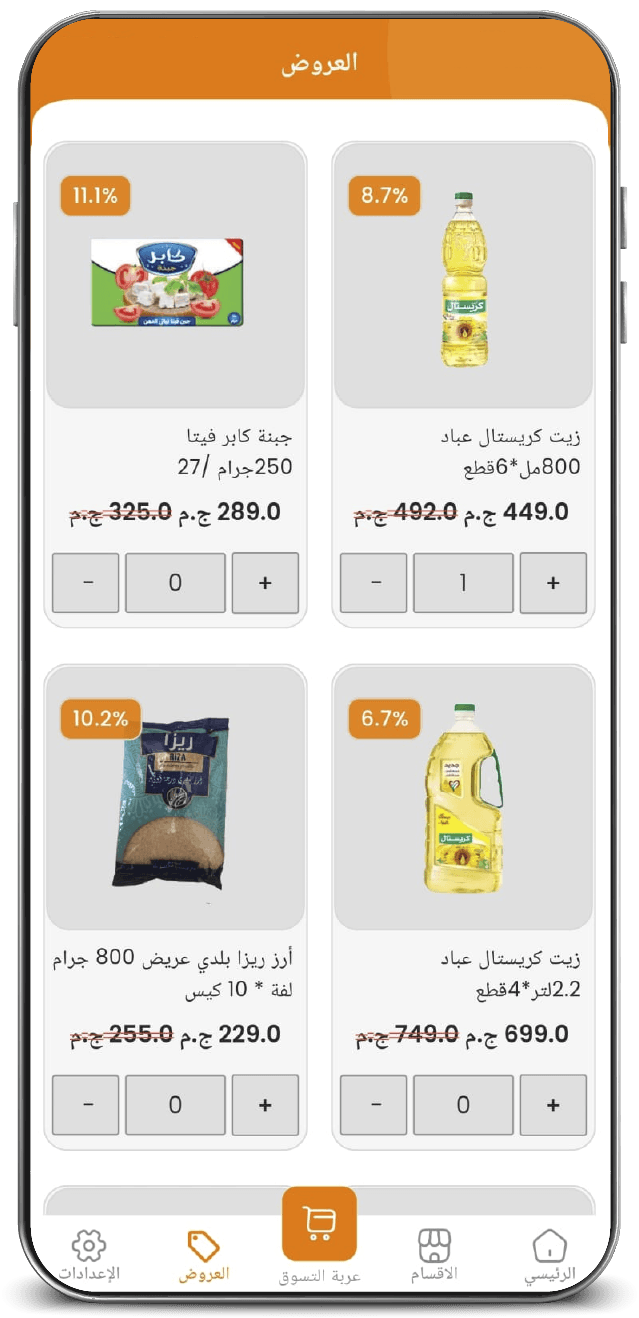 العروض
8.7%
كريستال
زيت كريستال عباد
800مل*6قطع
449.0 ج.م 492.0 ج.م
+ 1 -
11.1%
كابر
جبنة
جبنة كابر فيتا
250جرام /27
289.0 ج.م 325.0 ج.م
+ 0 -
6.7%
جديد
كريستال
زيت كريستال عباد
2.2لتر*4قطع
699.0 ج.م 749.0 ج.م
+ 0 -
10.2%
ريزا
RIZA
أرز ريزا بلدي عريض 800 جرام
لفة * 10 كيس
229.0 ج.م 255.0 ج.م
+ 0 -
الرئيسي
الاقسام
عربة التسوق
العروض
الإعدادات